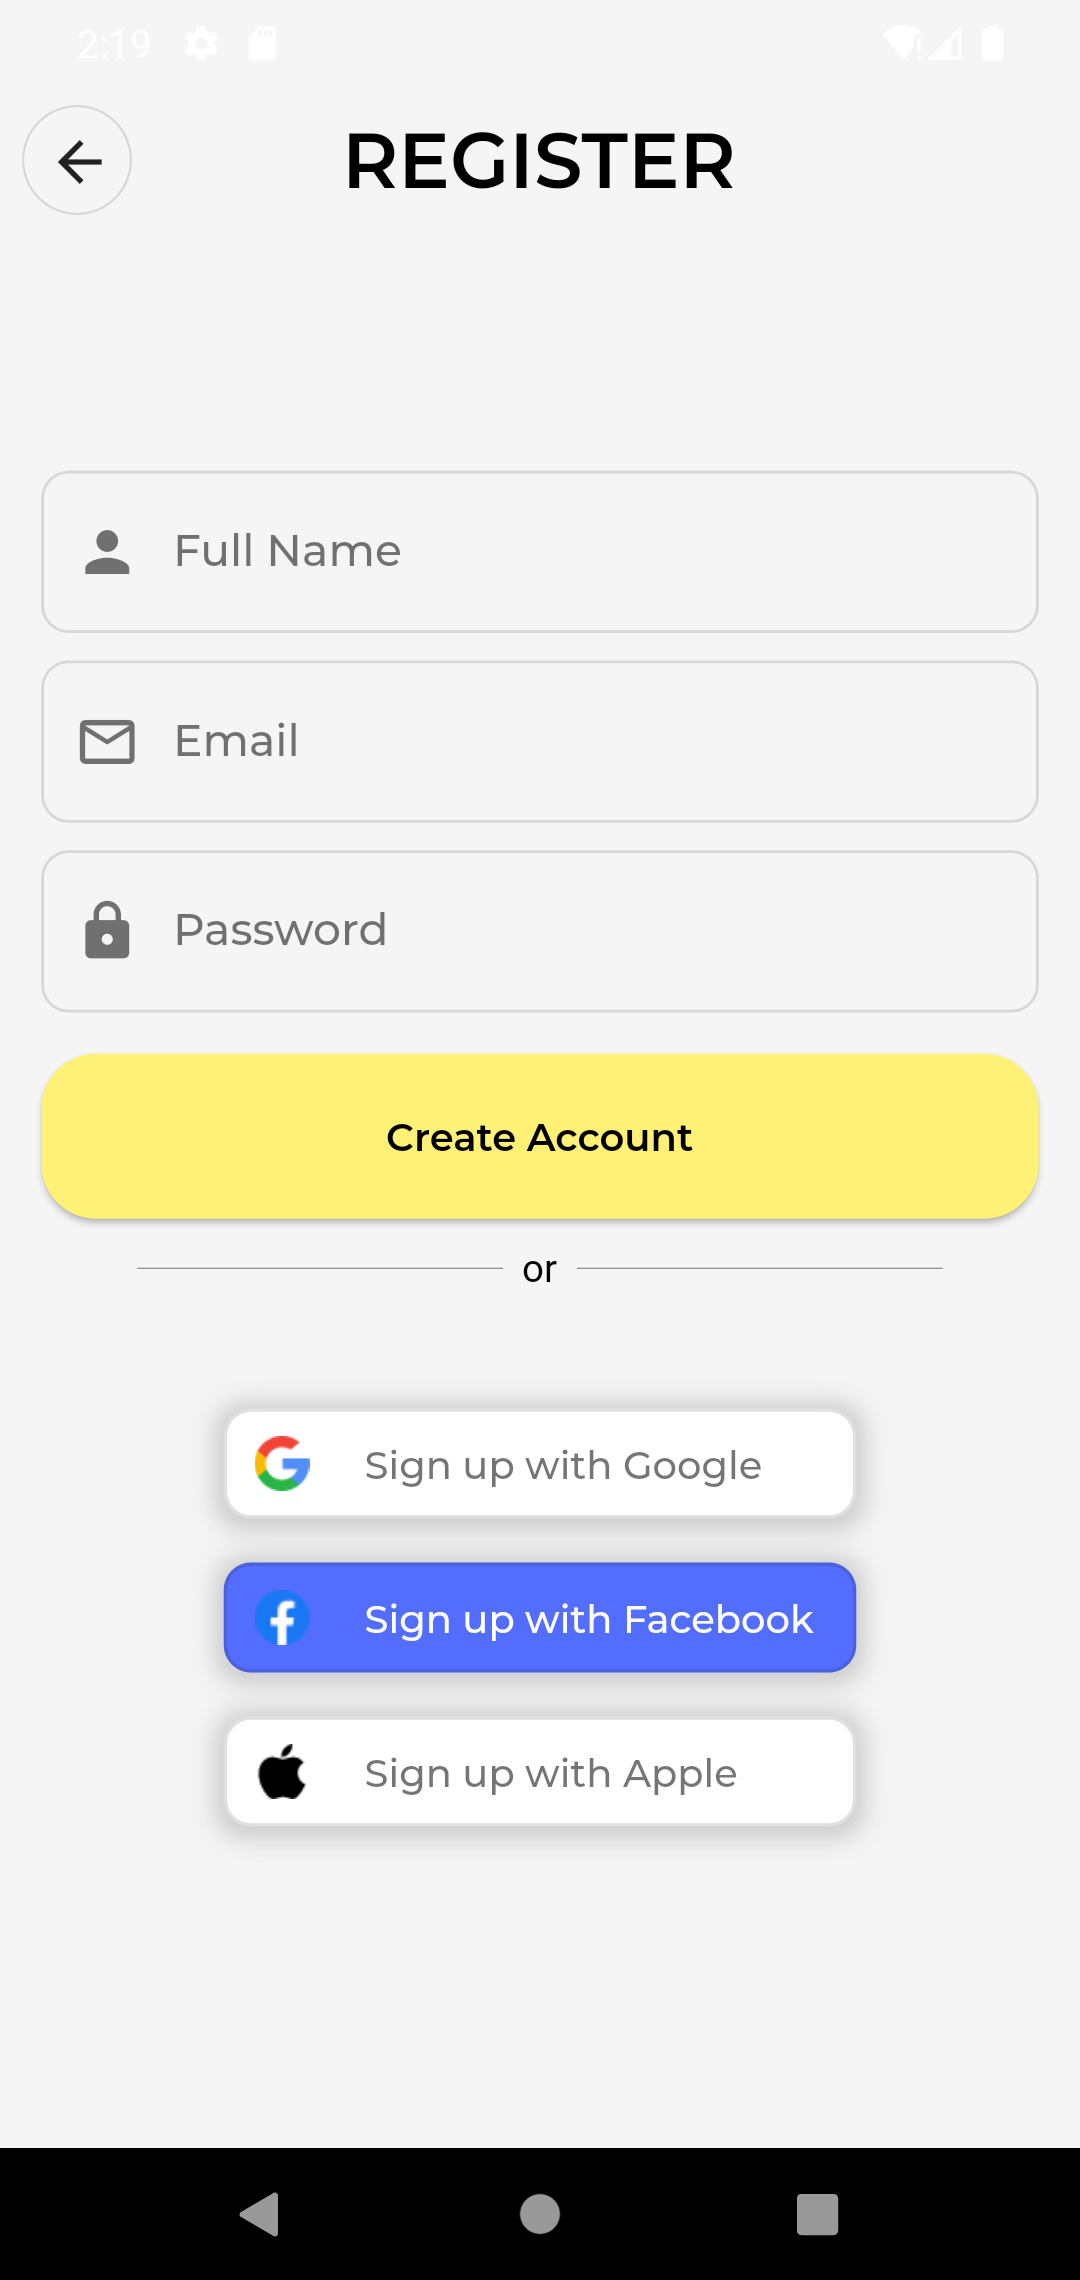 2:19
REGISTER
Full Name
Email
Password
Create Account
or
Sign up with Google
Sign up with Facebook
Sign up with Apple